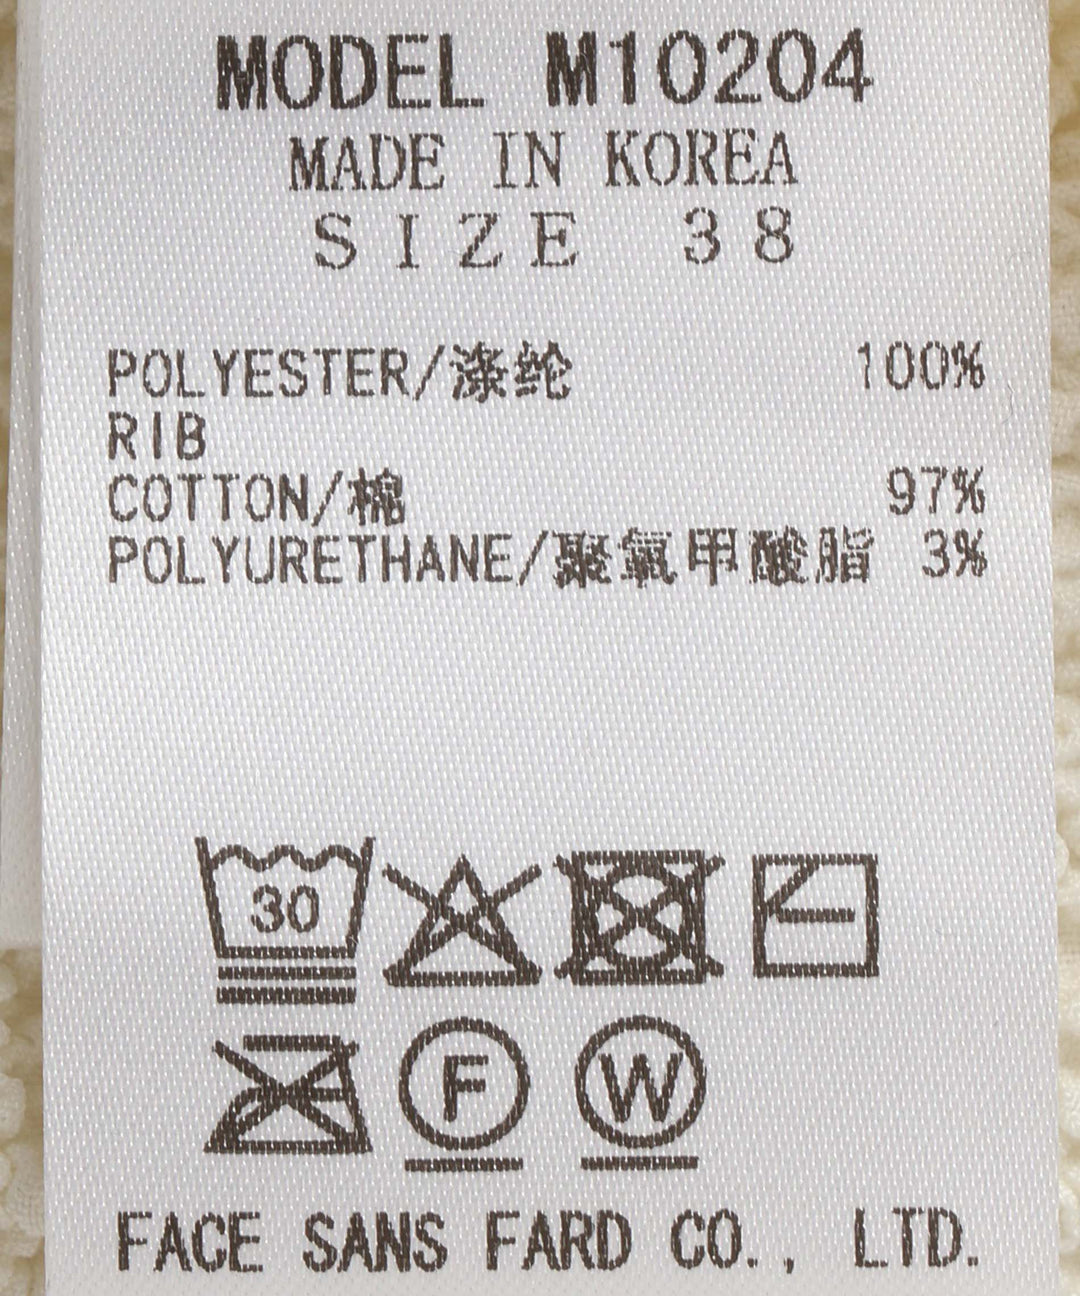 MODEL M10204
MADE IN KOREA
SIZE 38
POLYESTER/涤纶 100%
RIB
COTTON/棉 97%
POLYURETHANE/聚氧甲酸脂 3%
30
F W
FACE SANS FARD CO., LTD.